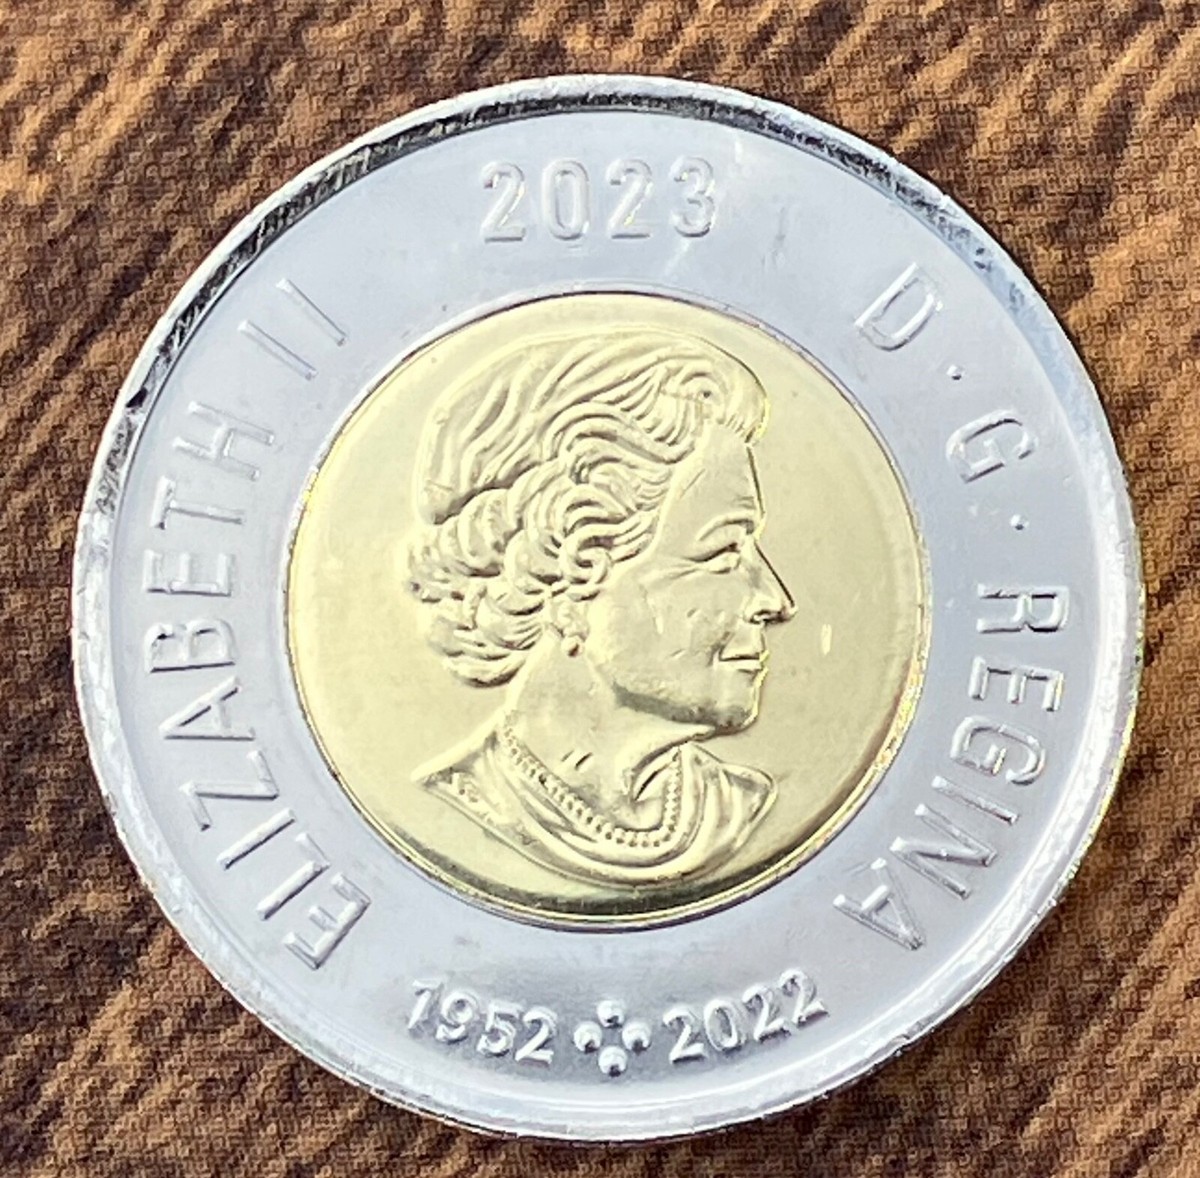 2023
ELIZABETH II
D·G·REGINA
1952 2022